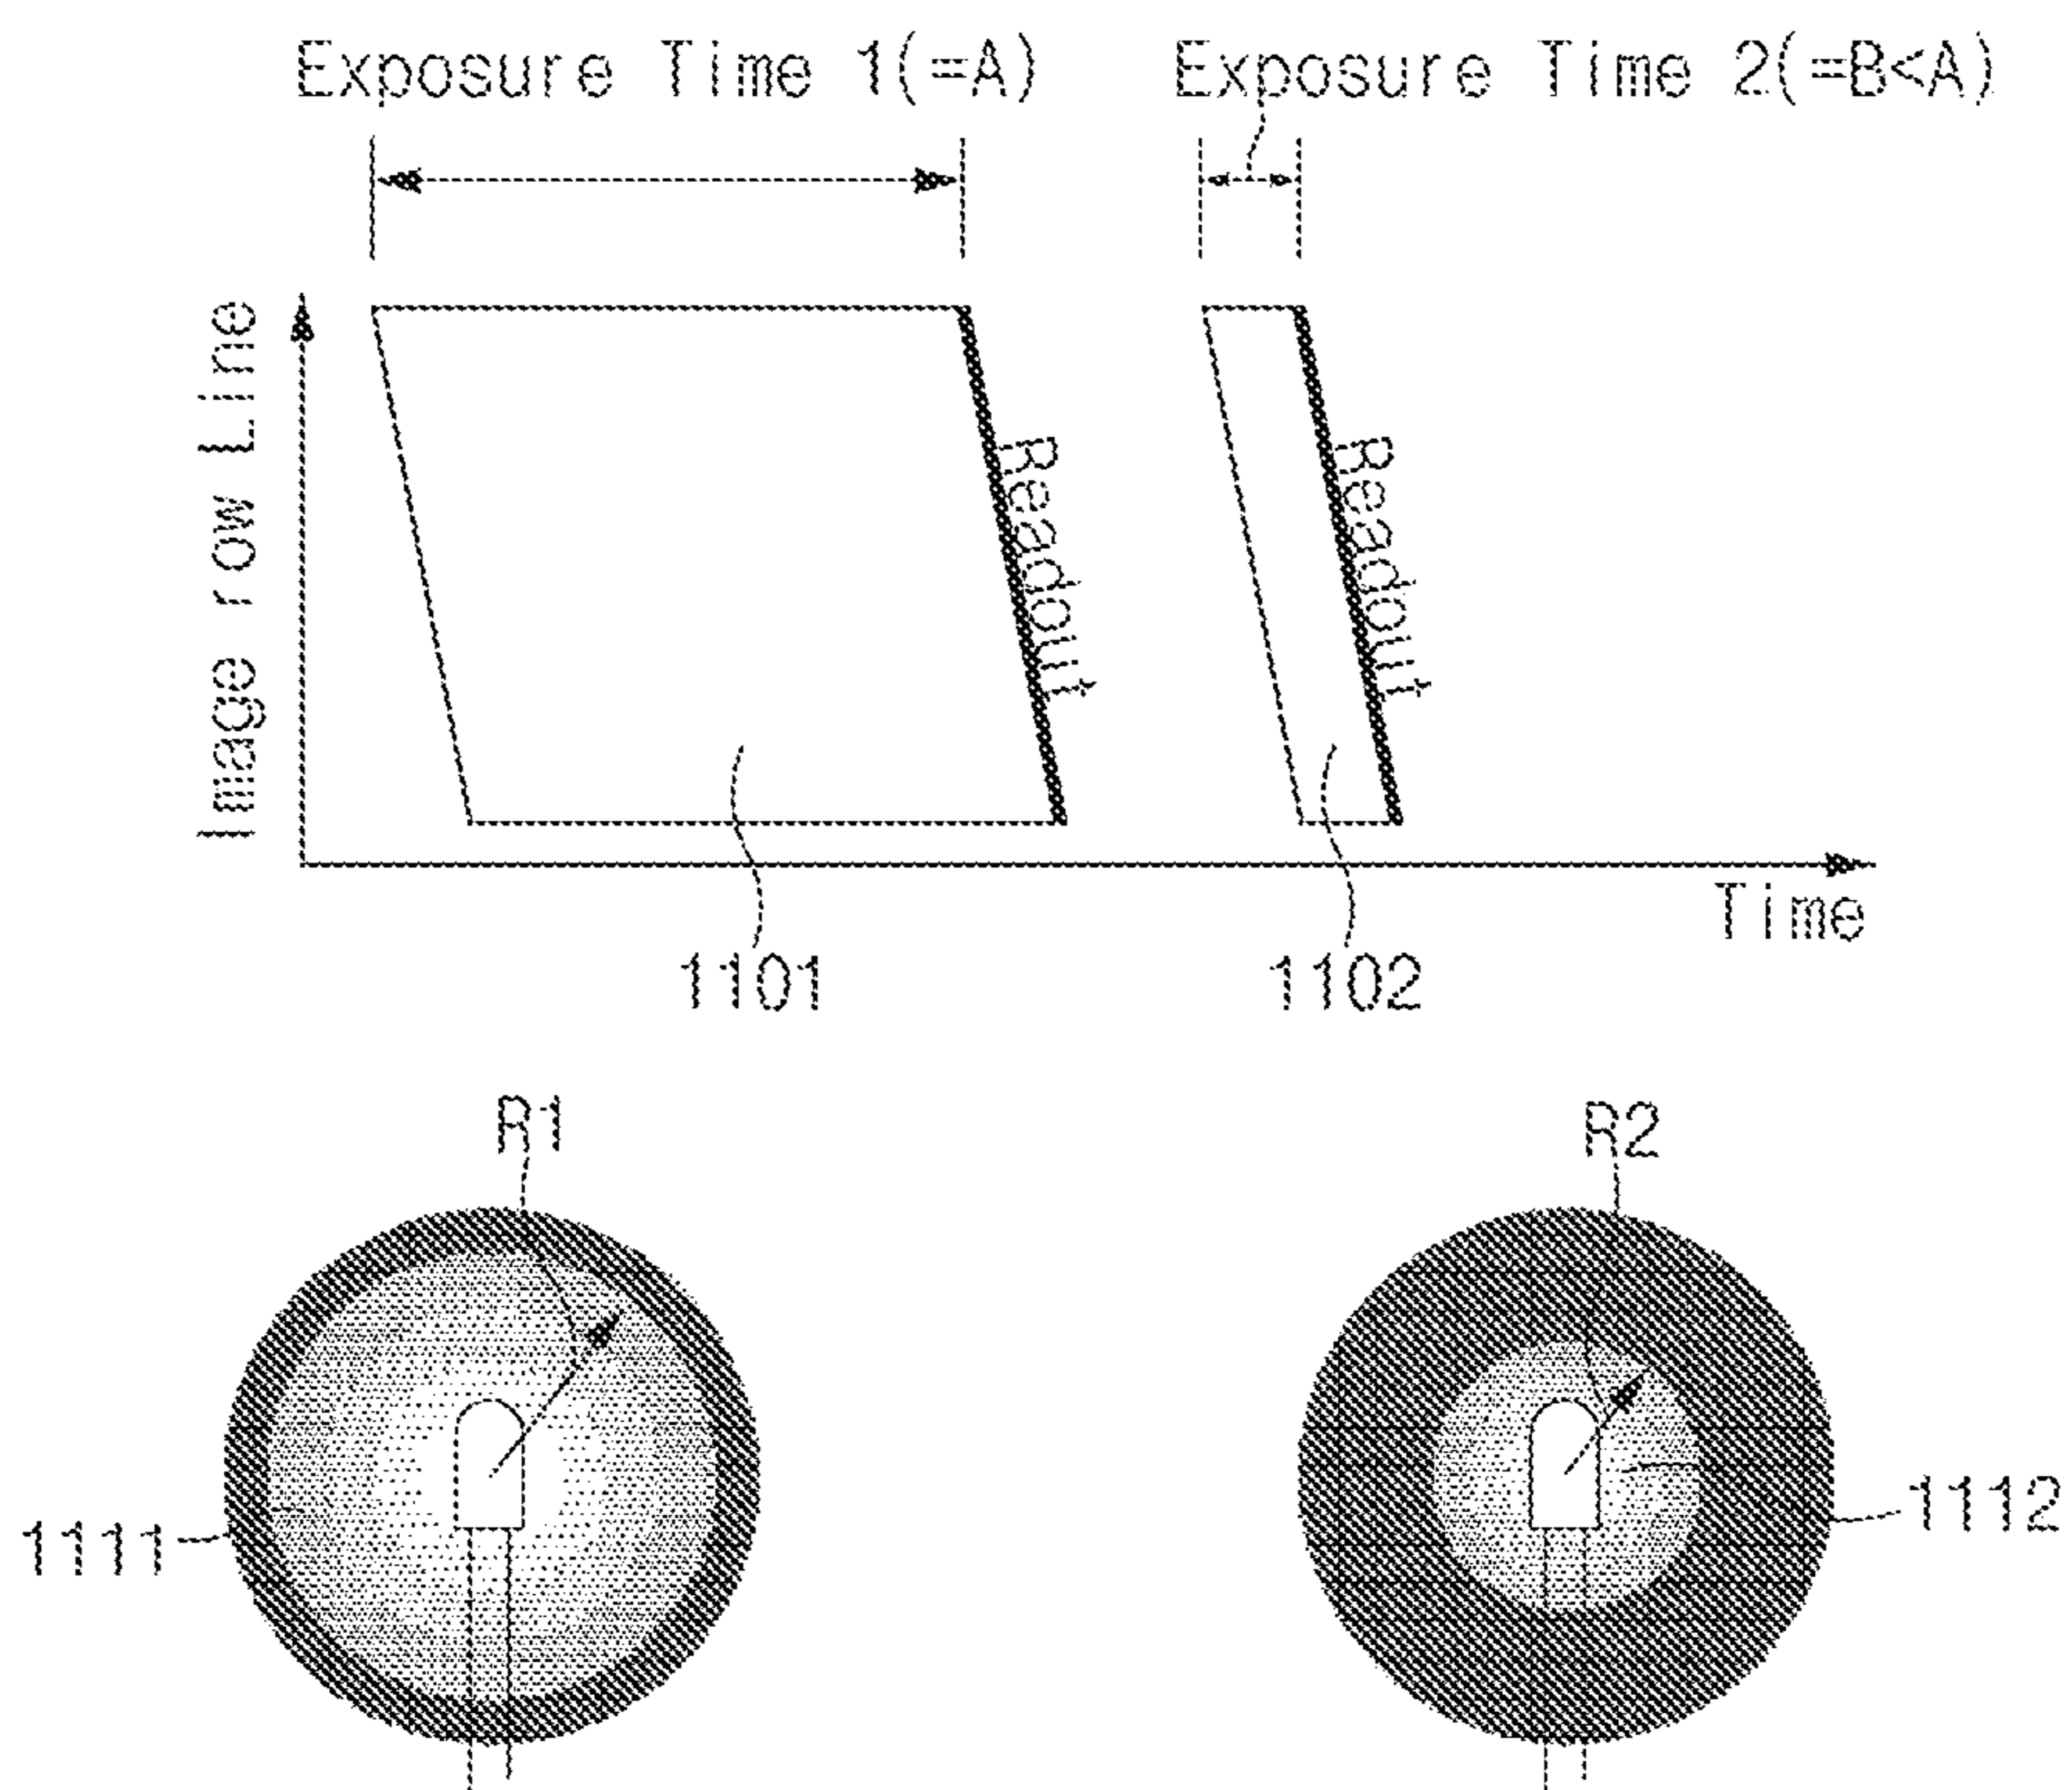 Exposure Time 1(=A)
Exposure Time 2(=B<A)
Image row Line
Readout
Readout
Time
1101
1102
R1
R2
1111
1112